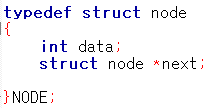 typedef struct node
{
    int data;
    struct node *next;
}NODE;